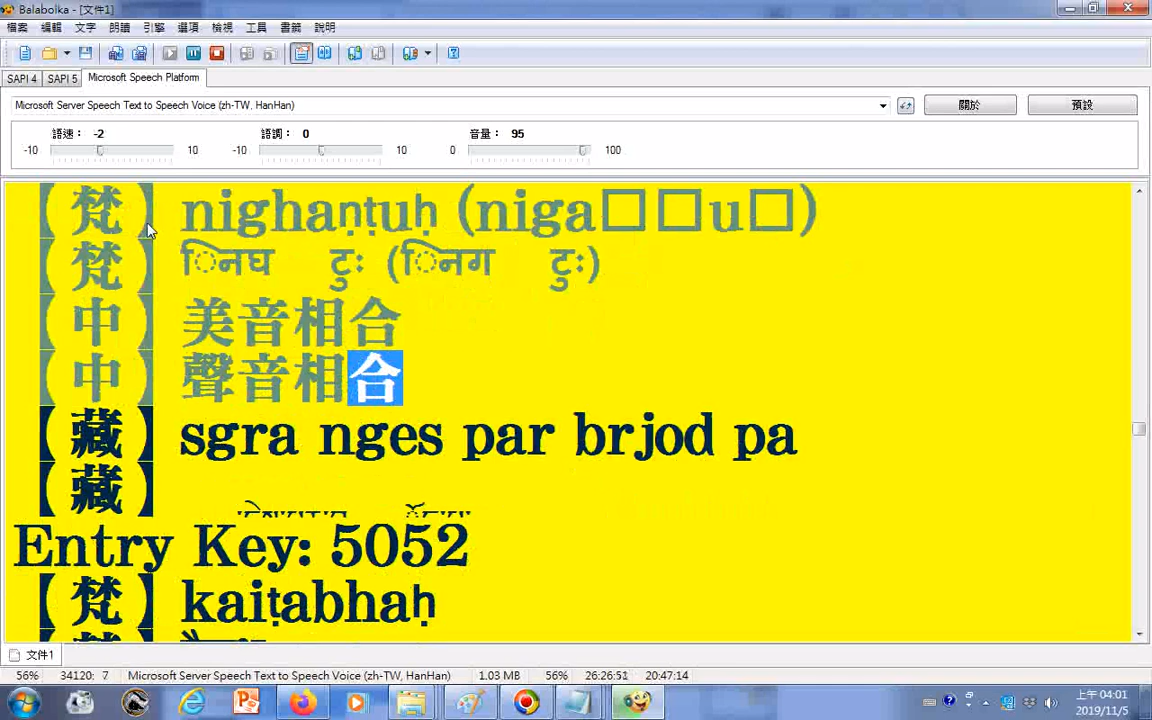 Balabolka - [文件1]
檔案 編輯 文字 朗讀 引擎 選項 檢視 工具 書籤 說明
SAPI 4 SAPI 5 Microsoft Speech Platform
Microsoft Server Speech Text to Speech Voice (zh-TW, HanHan) 關於 預設
語速： -2 語調： 0 音量： 95
-10 10 -10 10 0 100
【梵】 nighaṇṭuḥ (niga□□u□)
【梵】 निघ टुः (निग टुः)
【中】 美音相合
【中】 聲音相合
【藏】 sgra nges par brjod pa
【藏】
Entry Key: 5052
【梵】 kaiṭabhaḥ
文件1
56% 34120: 7 Microsoft Server Speech Text to Speech Voice (zh-TW, HanHan) 1.03 MB 56% 26:26:51 20:47:14
上午 04:01
2019/11/5